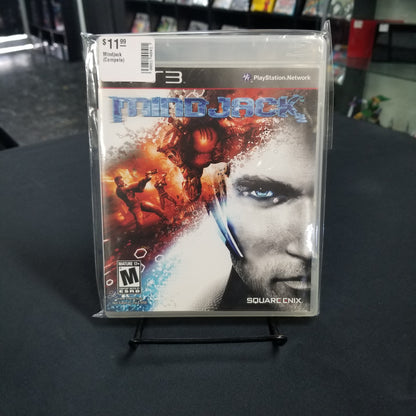 $11.99
Mindjack
(Complete)
PS3
PlayStation Network
MINDJACK
MATURE 17+
M
ESRB
SQUARE ENIX